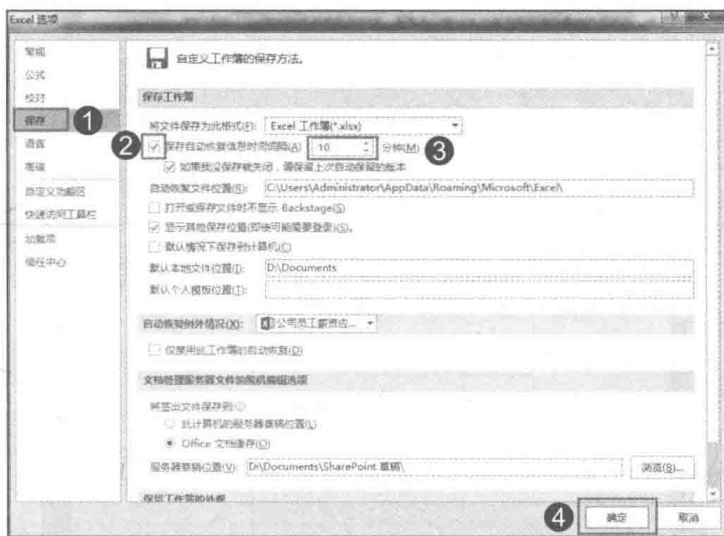 Excel 选项
常规
公式
校对
保存
1
语言
高级
自定义功能区
快速访问工具栏
加载项
信任中心
自定义工作簿的保存方法。
保存工作簿
将文件保存为此格式(F): Excel 工作簿(*.xlsx)
2 保存自动恢复信息时间间隔(A) 10 分钟(M) 3
如果我没保存就关闭,请保留上次自动保留的版本
自动恢复文件位置(R): C:\Users\Administrator\AppData\Roaming\Microsoft\Excel\
打开或保存文件时不显示 Backstage(S)
显示其他保存位置(即使可能需要登录)(S)。
默认情况下保存到计算机(C)
默认本地文件位置(I): D:\Documents
默认个人模板位置(T):
自动恢复例外情况(X): 公司员工薪资应...
仅禁用此工作簿的自动恢复(D)
文档管理服务器文件的脱机编辑选项
将签出文件保存到:
此计算机的服务器草稿位置(L)
Office 文档缓存(O)
服务器草稿位置(V): D:\Documents\SharePoint 草稿\ 浏览(B)...
保留工作簿的外观
4 确定 取消